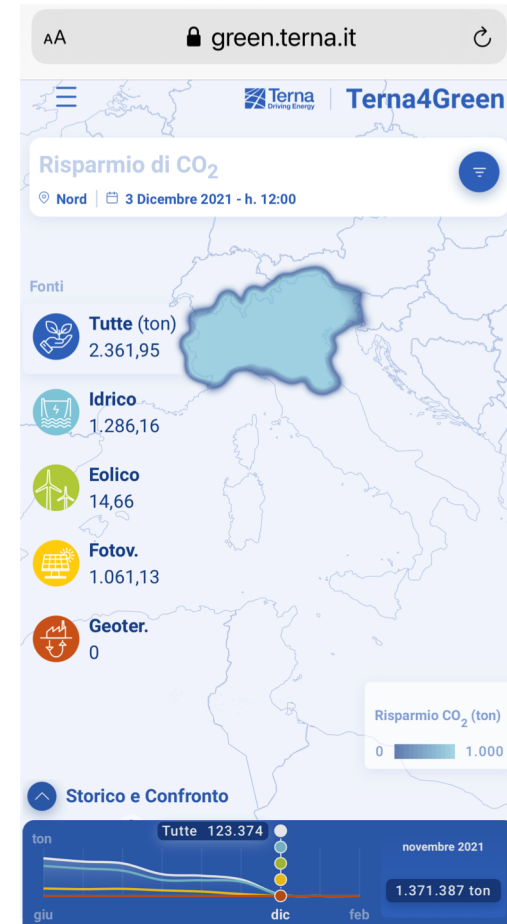 AA green.terna.it
Terna
Driving Energy
Terna4Green
Risparmio di CO2
Nord 3 Dicembre 2021 - h. 12:00
Fonti
Tutte (ton)
2.361,95
Idrico
1.286,16
Eolico
14,66
Fotov.
1.061,13
Geoter.
0
Risparmio CO2 (ton)
0 1.000
Storico e Confronto
ton
Tutte 123.374
novembre 2021
1.371.387 ton
giu dic feb